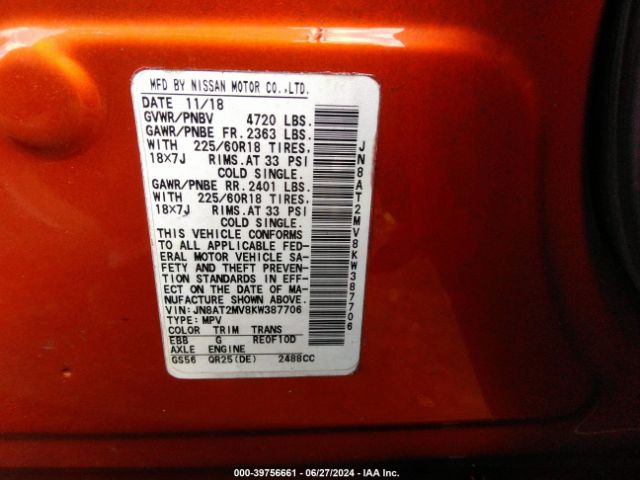 MFD BY NISSAN MOTOR CO.,LTD.
DATE 11/18
GVWR/PNBV 4720 LBS.
GAWR/PNBE FR. 2363 LBS.
WITH 225/60R18 TIRES,
18X7J RIMS.AT 33 PSI
COLD SINGLE.
GAWR/PNBE RR. 2401 LBS.
WITH 225/60R18 TIRES,
18X7J RIMS.AT 33 PSI
COLD SINGLE.
THIS VEHICLE CONFORMS
TO ALL APPLICABLE FED-
ERAL MOTOR VEHICLE SA-
FETY AND THEFT PREVEN-
TION STANDARDS IN EFF-
ECT ON THE DATE OF MA-
NUFACTURE SHOWN ABOVE.
VIN:JN8AT2MV8KW387706
TYPE:MPV
COLOR TRIM TRANS
EBB G RE0F10D
AXLE ENGINE
GS56 QR25(DE) 2488CC
JN8AT2MV8KW387706
000-39756661 - 06/27/2024 - IAA Inc.